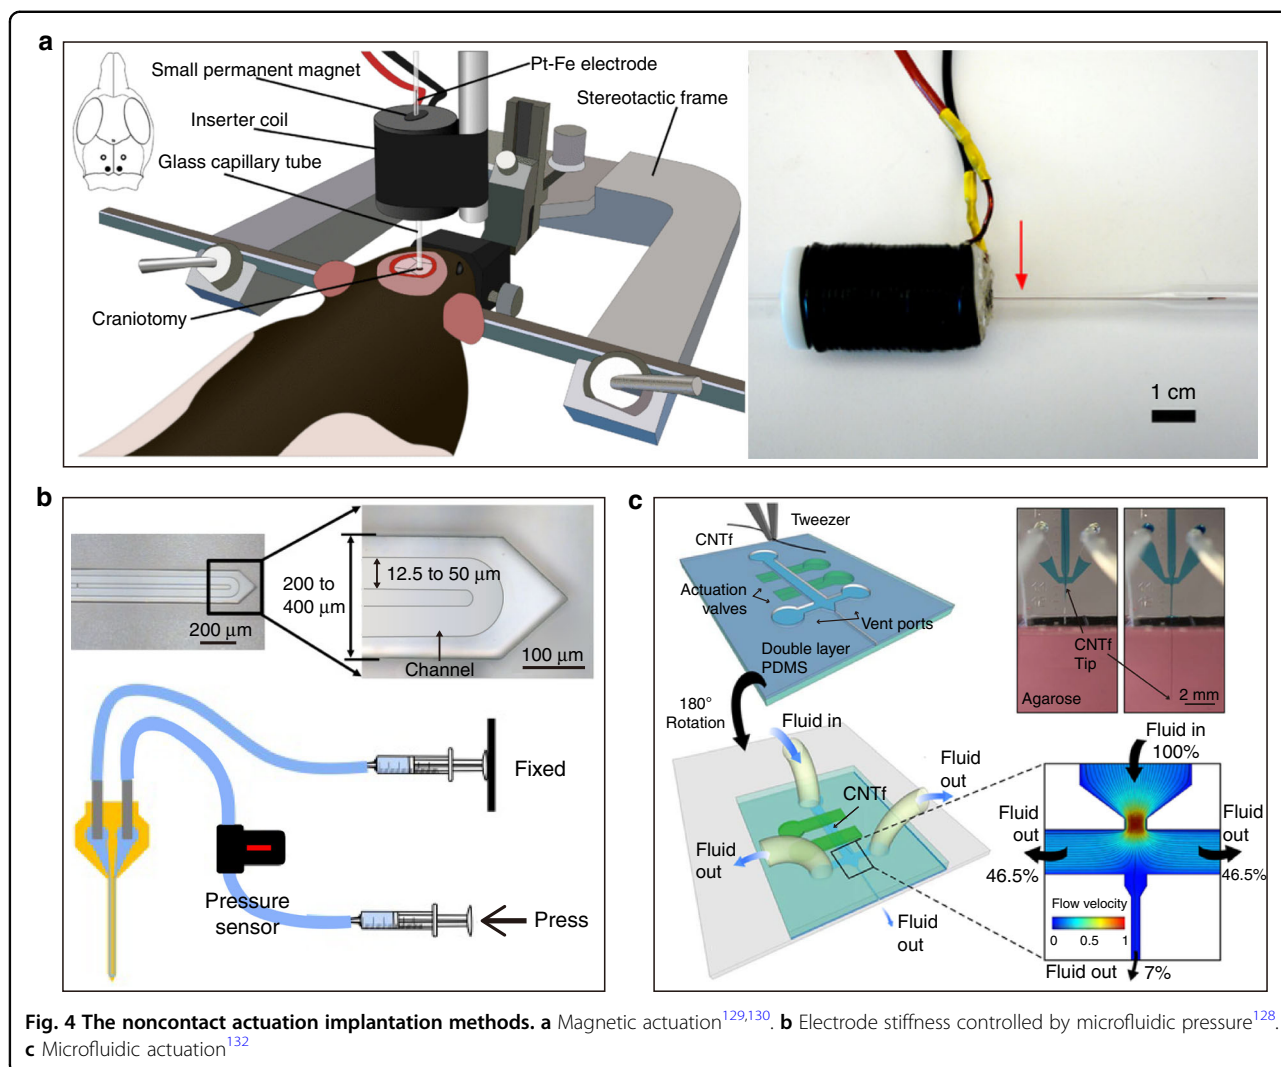 a
Small permanent magnet
Pt-Fe electrode
Stereotactic frame
Inserter coil
Glass capillary tube
Craniotomy
1 cm
b
200 µm
200 to
400 µm
12.5 to 50 µm
Channel
100 µm
Fixed
Pressure
sensor
Press
c
Tweezer
CNTf
Actuation
valves
Vent ports
Double layer
PDMS
180°
Rotation
Fluid in
CNTf
Fluid
out
Fluid
out
Fluid
out
Agarose
CNTf
Tip
2 mm
Fluid in
100%
Fluid
out
46.5%
Fluid
out
46.5%
Flow velocity
0 0.5 1
Fluid out 7%
Fig. 4 The noncontact actuation implantation methods. a Magnetic actuation129,130. b Electrode stiffness controlled by microfluidic pressure128.
c Microfluidic actuation132